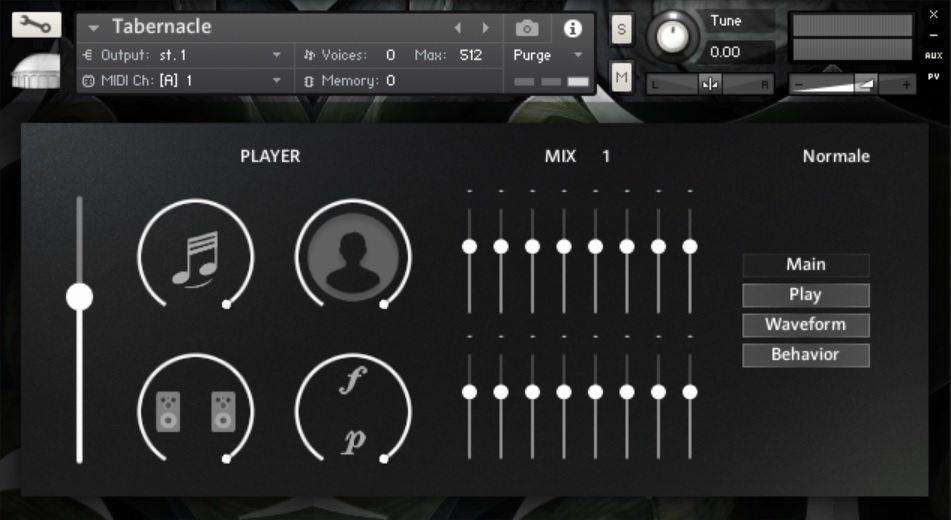 Tabernacle
Output: st. 1
Voices: 0 Max: 512
Purge
MIDI Ch: [A] 1
Memory: 0
S
M
Tune
0.00
L R
- +
x
-
AUX
PV
PLAYER
MIX 1
Normale
- - - - - - - -
Main
Play
Waveform
Behavior
- - - - - - - -
f
p